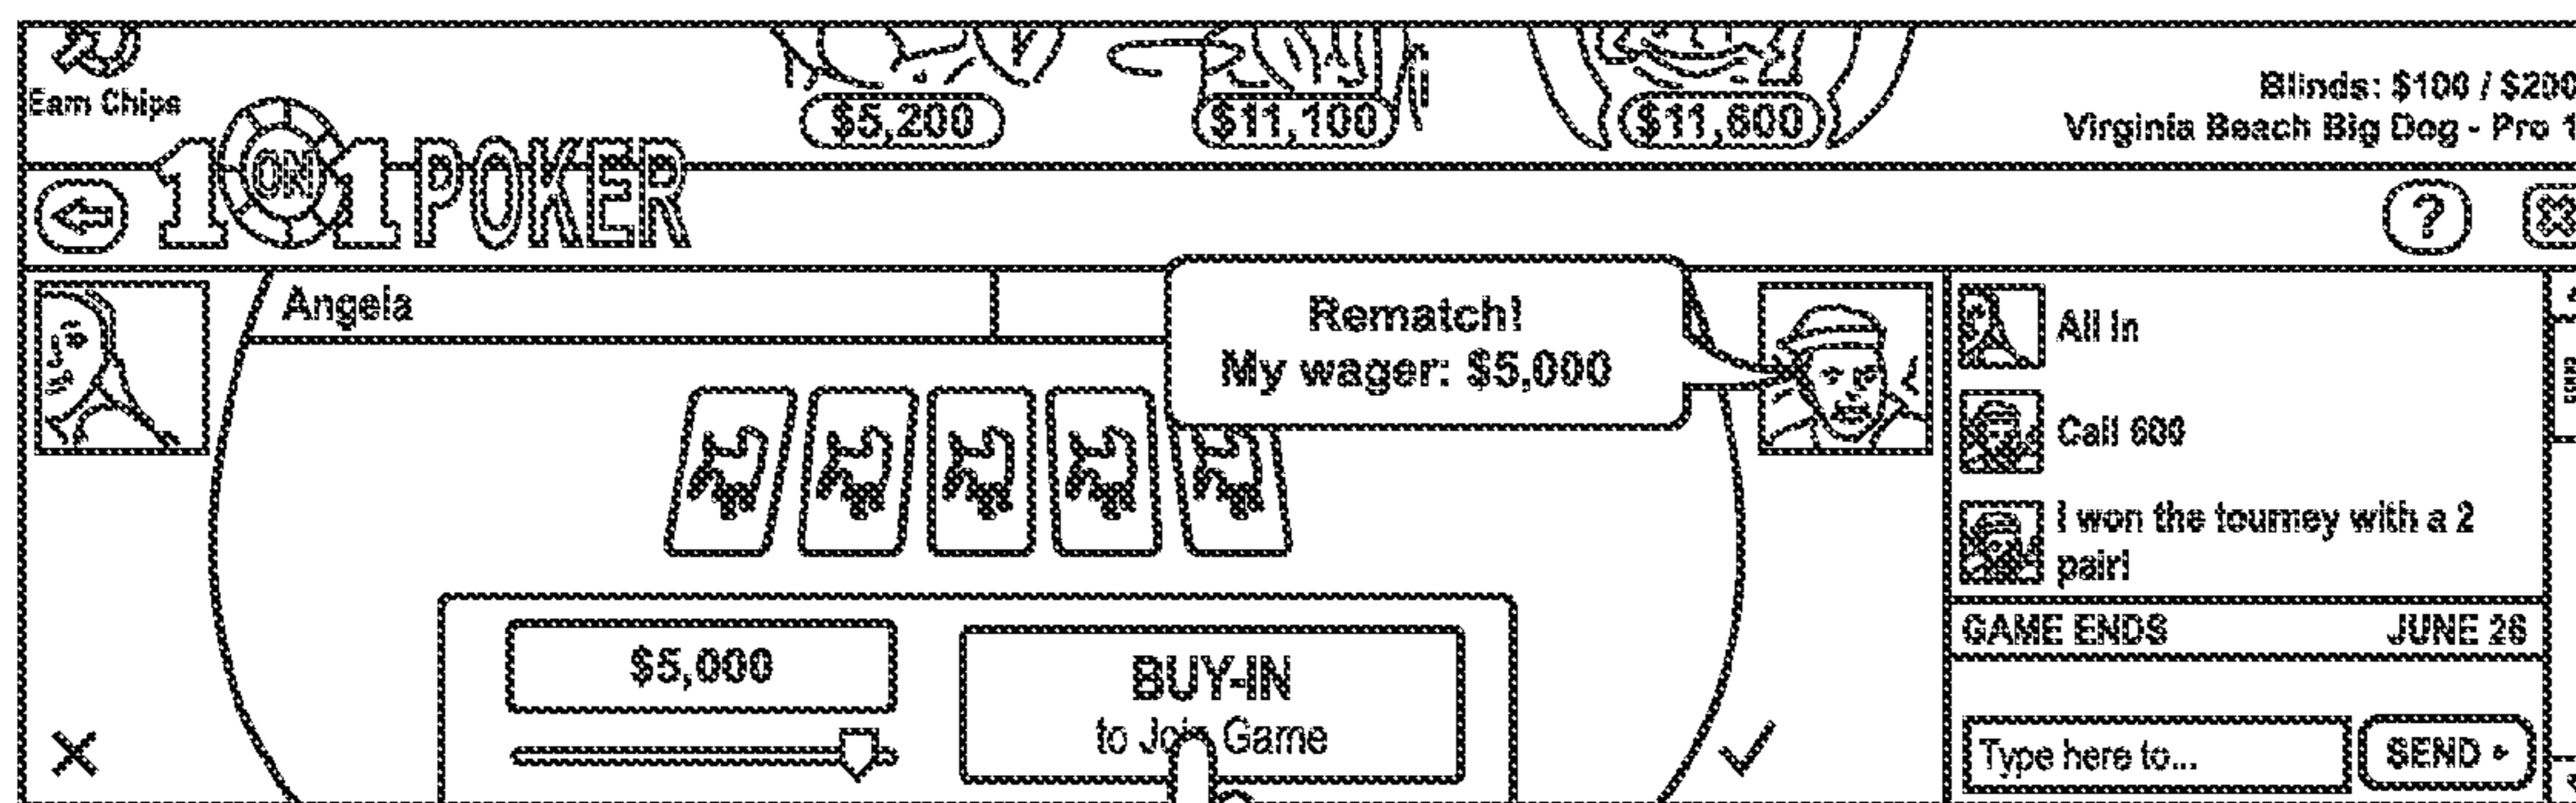 Earn Chips
$5,200
$11,100
$11,600
Blinds: $100 / $200
Virginia Beach Big Dog - Pro 1
1 ON 1 POKER
?
Angela
Rematch!
My wager: $5,000
All In
Call 600
I won the tourney with a 2
pair!
GAME ENDS JUNE 26
$5,000
BUY-IN
to Join Game
Type here to...
SEND